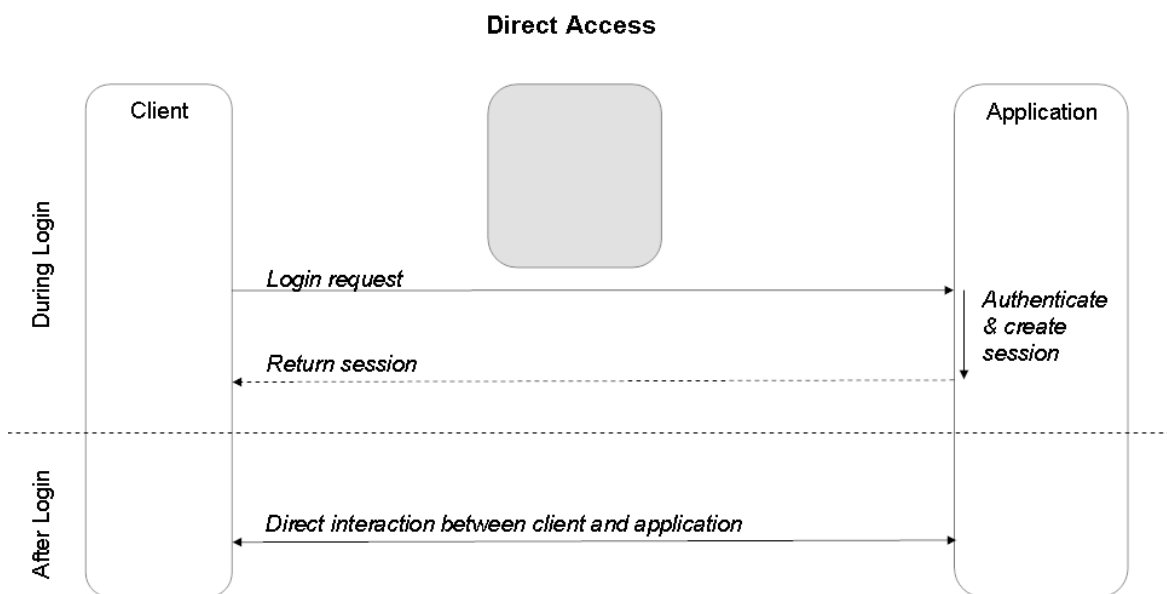 Direct Access
Client
Application
During Login
Login request
Authenticate
& create
session
Return session
After Login
Direct interaction between client and application